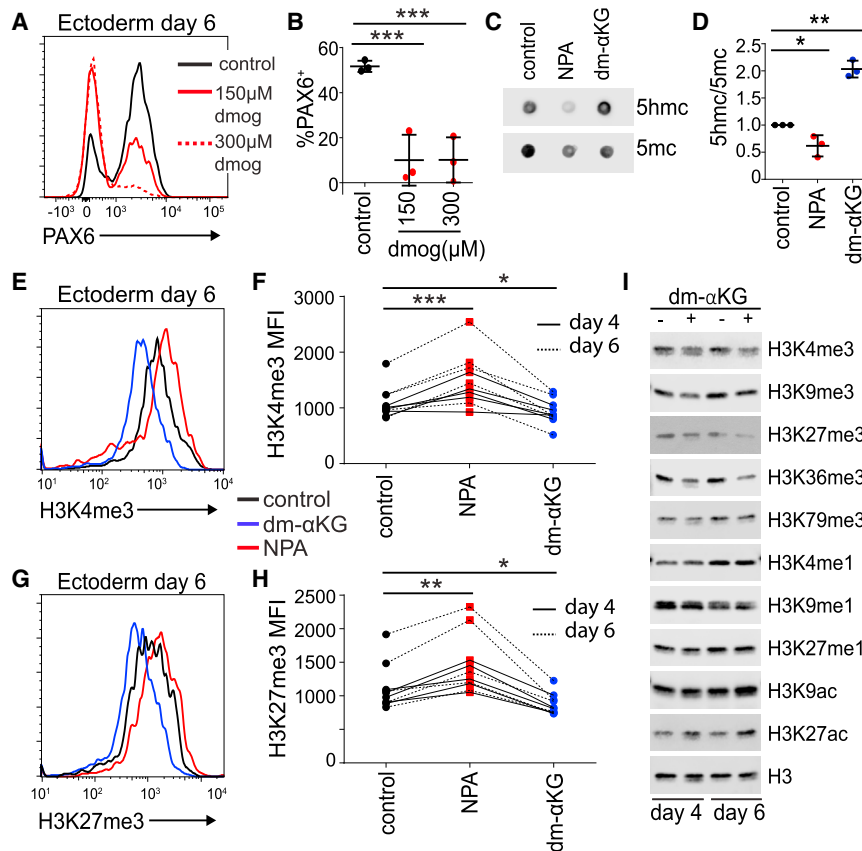 A
Ectoderm day 6
control
150µM
dmog
300µM
dmog
-10³ 0 10³ 10⁴ 10⁵
PAX6
B
***
***
60
40
20
0
%PAX6⁺
control
150
300
dmog(µM)
C
control
NPA
dm-αKG
5hmc
5mc
D
**
*
2.5
2.0
1.5
1.0
0.5
0
5hmc/5mc
control
NPA
dm-αKG
E
Ectoderm day 6
10¹ 10² 10³ 10⁴
H3K4me3
control
dm-αKG
NPA
F
*
***
day 4
day 6
3000
2000
1000
0
H3K4me3 MFI
control
NPA
dm-αKG
G
Ectoderm day 6
10¹ 10² 10³ 10⁴
H3K27me3
H
*
**
day 4
day 6
2500
2000
1500
1000
500
0
H3K27me3 MFI
control
NPA
dm-αKG
I
dm-αKG
- + - +
H3K4me3
H3K9me3
H3K27me3
H3K36me3
H3K79me3
H3K4me1
H3K9me1
H3K27me1
H3K9ac
H3K27ac
H3
day 4 day 6